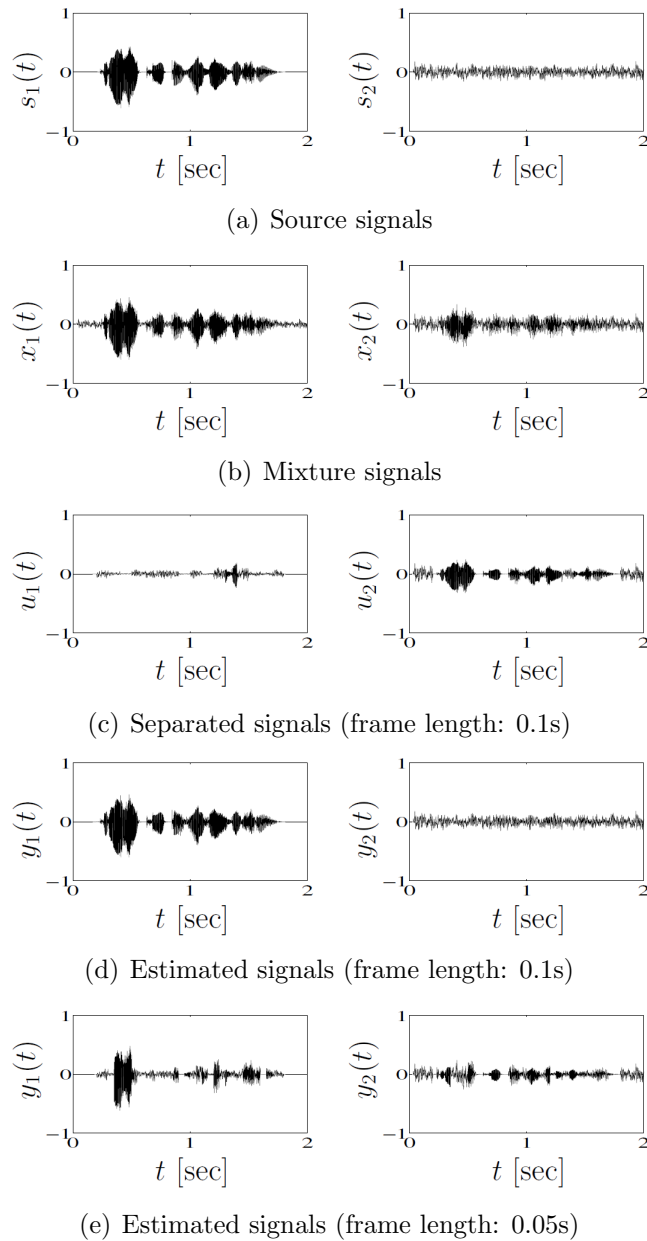 1
s₁(t)
0
−1
0
1
2
t [sec]
1
s₂(t)
0
−1
0
1
2
t [sec]
(a) Source signals
1
x₁(t)
0
−1
0
1
2
t [sec]
1
x₂(t)
0
−1
0
1
2
t [sec]
(b) Mixture signals
1
u₁(t)
0
−1
0
1
2
t [sec]
1
u₂(t)
0
−1
0
1
2
t [sec]
(c) Separated signals (frame length: 0.1s)
1
y₁(t)
0
−1
0
1
2
t [sec]
1
y₂(t)
0
−1
0
1
2
t [sec]
(d) Estimated signals (frame length: 0.1s)
1
y₁(t)
0
−1
0
1
2
t [sec]
1
y₂(t)
0
−1
0
1
2
t [sec]
(e) Estimated signals (frame length: 0.05s)